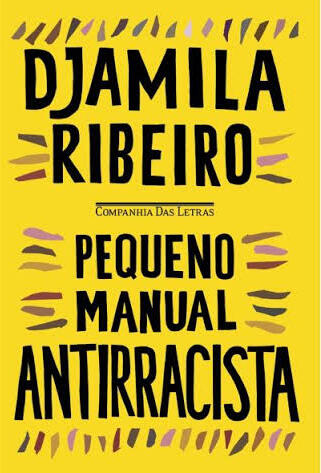 DJAMILA
RIBEIRO
COMPANHIA DAS LETRAS
PEQUENO
MANUAL
ANTIRRACISTA